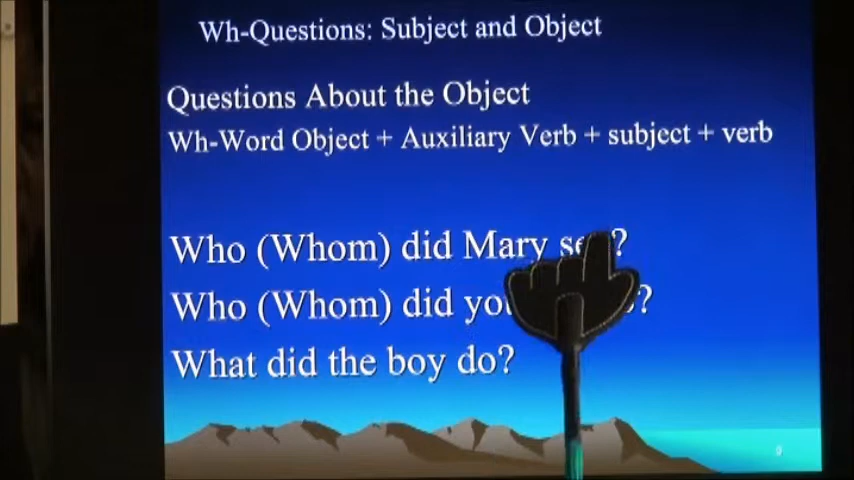 Wh-Questions: Subject and Object
Questions About the Object
Wh-Word Object + Auxiliary Verb + subject + verb
Who (Whom) did Mary ?
Who (Whom) did ?
What did the boy do?
9